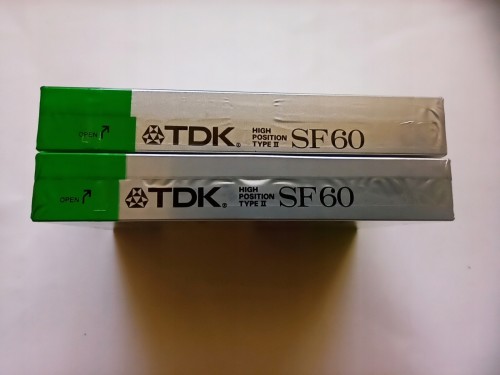 OPEN
TDK
HIGH
POSITION
TYPE II
SF60
OPEN
TDK
HIGH
POSITION
TYPE II
SF60